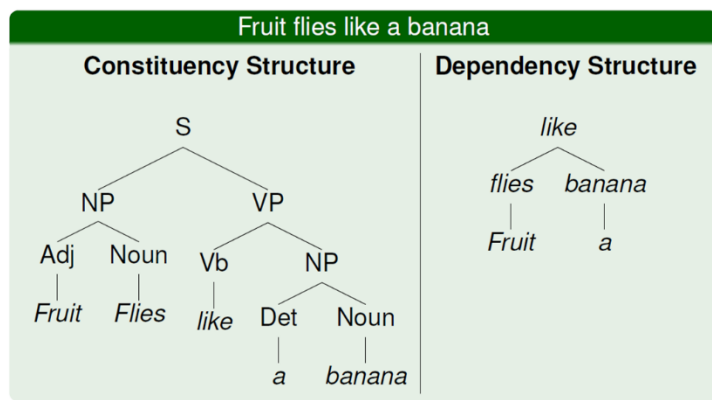 Fruit flies like a banana
Constituency Structure
S
NP VP
Adj Noun Vb NP
Fruit Flies like Det Noun
a banana
Dependency Structure
like
flies banana
Fruit a